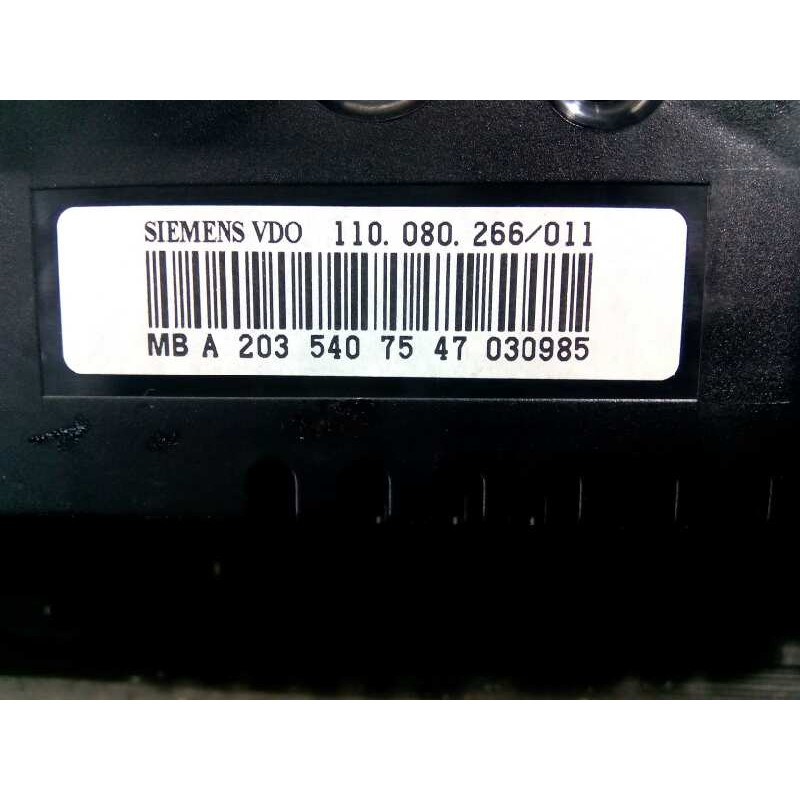 SIEMENS VDO 110.080.266/011
MB A 203 540 75 47 030985